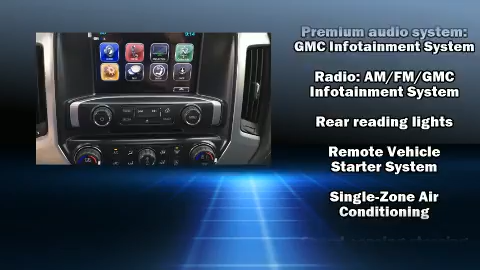 Premium audio system:
GMC Infotainment System
Radio: AM/FM/GMC
Infotainment System
Rear reading lights
Remote Vehicle
Starter System
Single-Zone Air
Conditioning